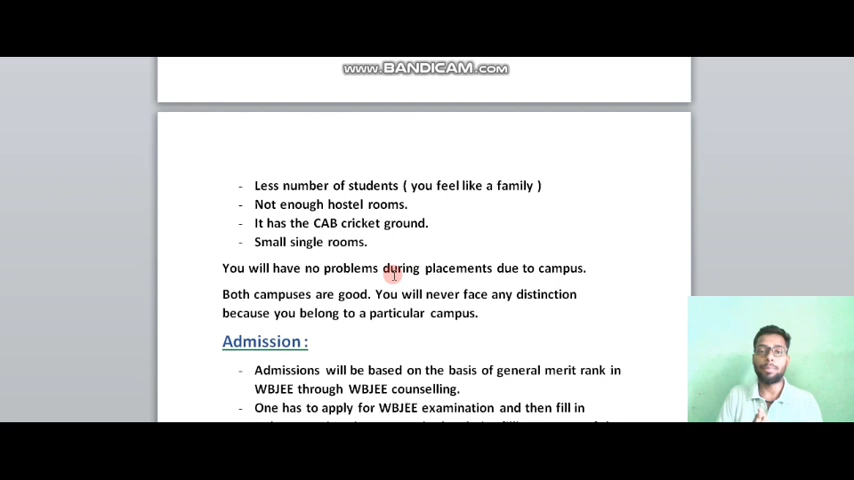 www.BANDICAM.com
- Less number of students ( you feel like a family )
- Not enough hostel rooms.
- It has the CAB cricket ground.
- Small single rooms.
You will have no problems during placements due to campus.
Both campuses are good. You will never face any distinction
because you belong to a particular campus.
Admission :
- Admissions will be based on the basis of general merit rank in
WBJEE through WBJEE counselling.
- One has to apply for WBJEE examination and then fill in